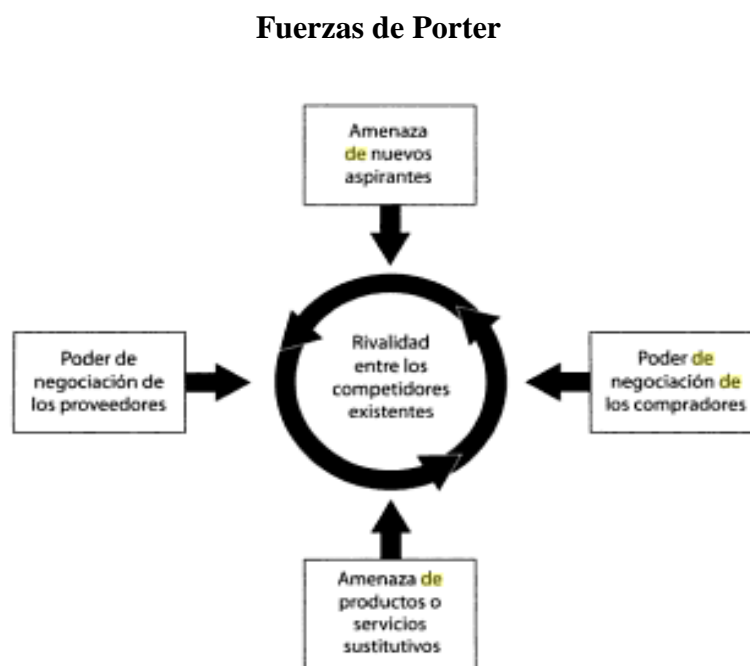 Fuerzas de Porter
Amenaza
de nuevos
aspirantes
Poder de
negociación de
los proveedores
Rivalidad
entre los
competidores
existentes
Poder de
negociación de
los compradores
Amenaza de
productos o
servicios
sustitutivos